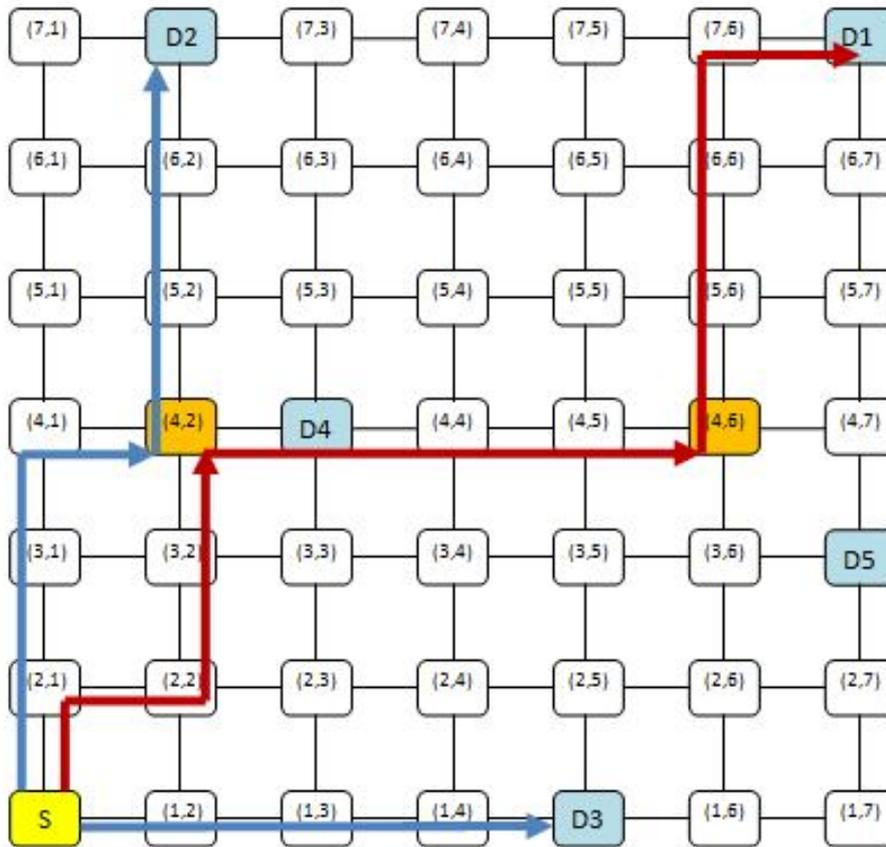 (7,1) D2 (7,3) (7,4) (7,5) (7,6) D1
(6,1) (6,2) (6,3) (6,4) (6,5) (6,6) (6,7)
(5,1) (5,2) (5,3) (5,4) (5,5) (5,6) (5,7)
(4,1) (4,2) D4 (4,4) (4,5) (4,6) (4,7)
(3,1) (3,2) (3,3) (3,4) (3,5) (3,6) D5
(2,1) (2,2) (2,3) (2,4) (2,5) (2,6) (2,7)
S (1,2) (1,3) (1,4) D3 (1,6) (1,7)